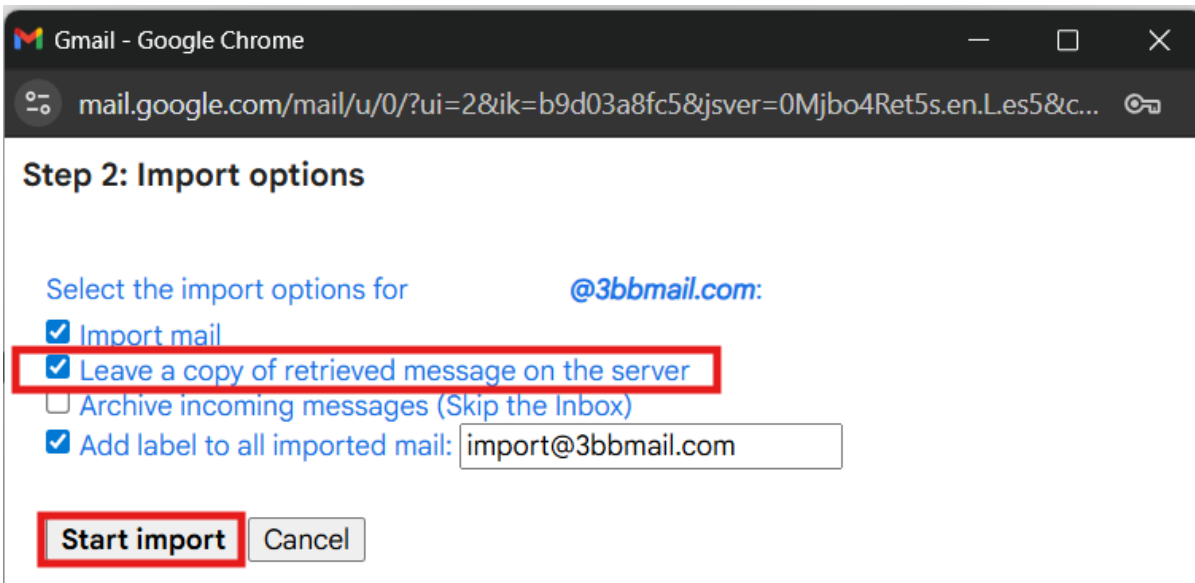 Gmail - Google Chrome
mail.google.com/mail/u/0/?ui=2&ik=b9d03a8fc5&jsver=0Mjbo4Ret5s.en.L.es5&c...
Step 2: Import options
Select the import options for @3bbmail.com:
Import mail
Leave a copy of retrieved message on the server
Archive incoming messages (Skip the Inbox)
Add label to all imported mail: import@3bbmail.com
Start import Cancel